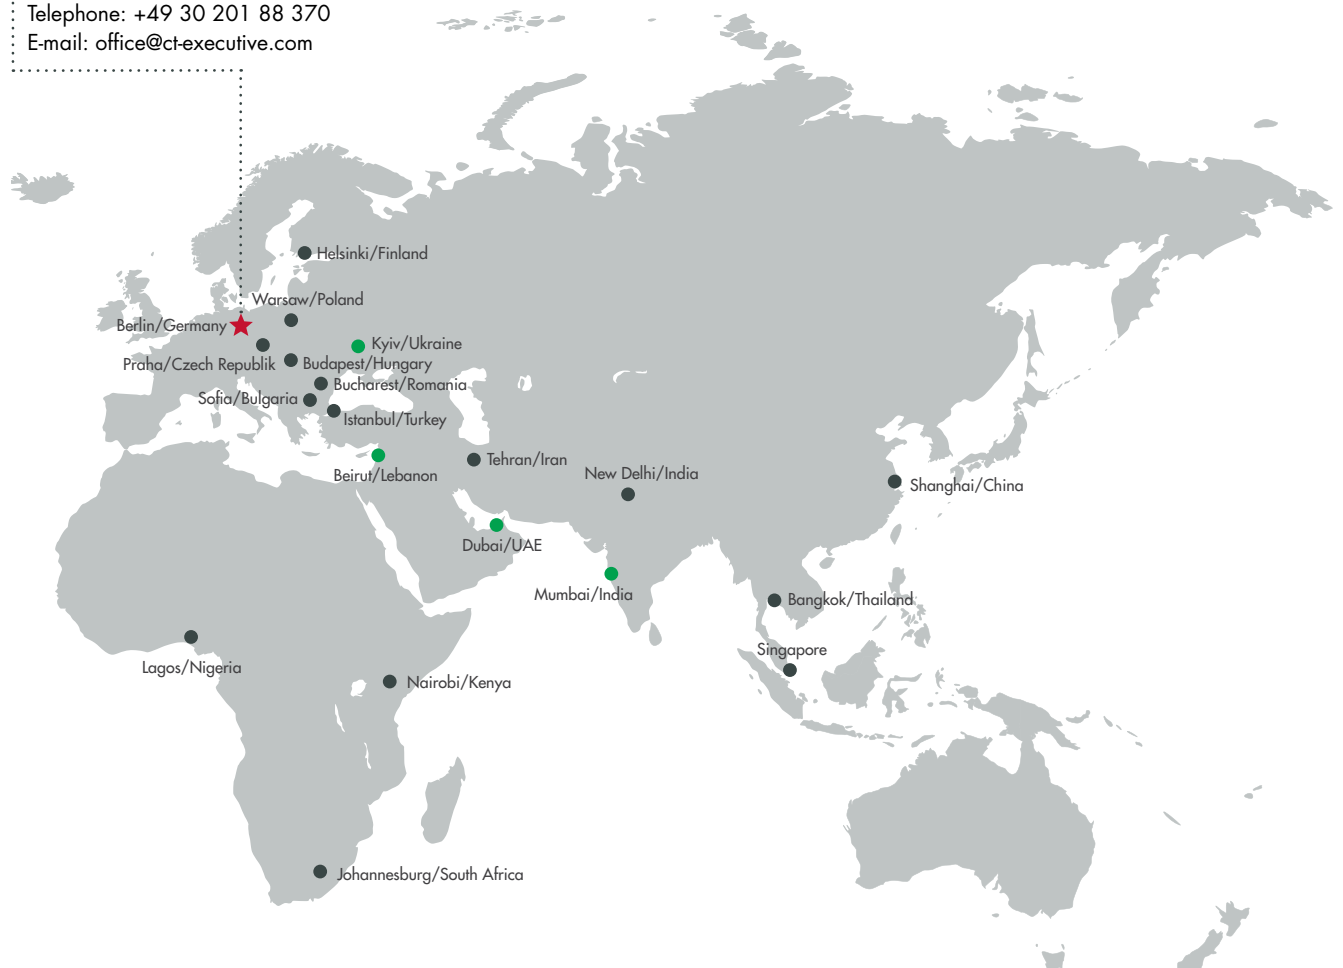 Telephone: +49 30 201 88 370
E-mail: office@ct-executive.com
Helsinki/Finland
Warsaw/Poland
Berlin/Germany
Kyiv/Ukraine
Praha/Czech Republik
Budapest/Hungary
Bucharest/Romania
Sofia/Bulgaria
Istanbul/Turkey
Tehran/Iran
Beirut/Lebanon
New Delhi/India
Shanghai/China
Dubai/UAE
Mumbai/India
Bangkok/Thailand
Singapore
Lagos/Nigeria
Nairobi/Kenya
Johannesburg/South Africa